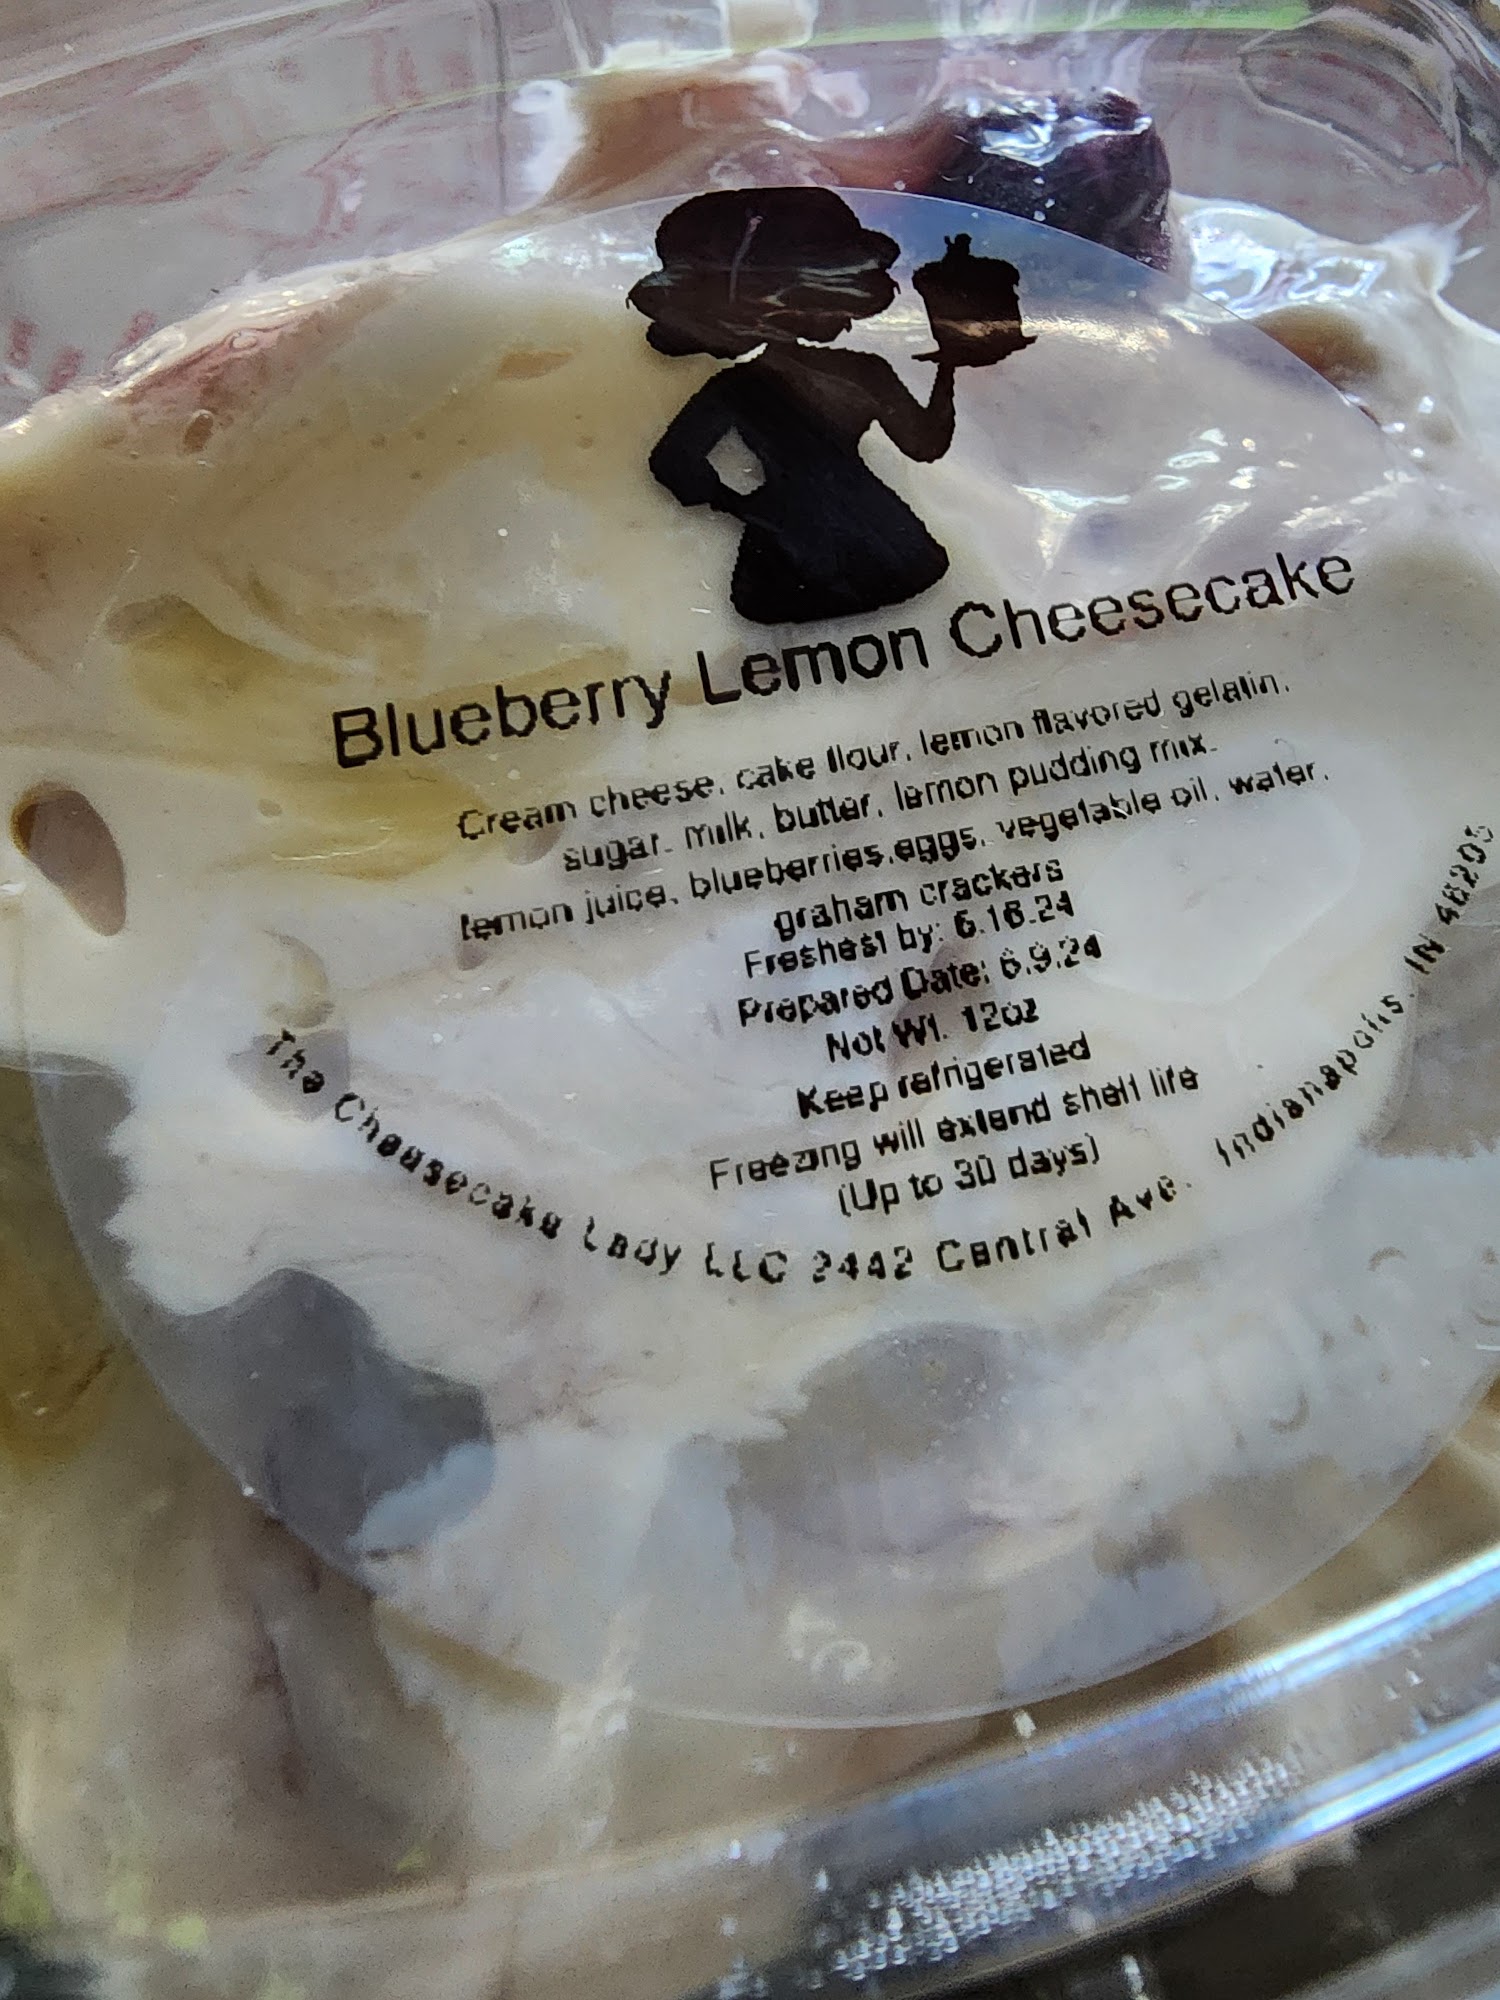 Blueberry Lemon Cheesecake
Cream cheese, cake flour, lemon flavored gelatin,
sugar, milk, butter, lemon pudding mix,
lemon juice, blueberries,eggs, vegetable oil, water,
graham crackers
Freshest by: 6.16.24
Prepared Date: 6.9.24
Net Wt. 12oz
Keep refrigerated
Freezing will extend shelf life
(Up to 30 days)
The Cheesecake Lady LLC 2442 Central Ave. Indianapolis, IN 46205